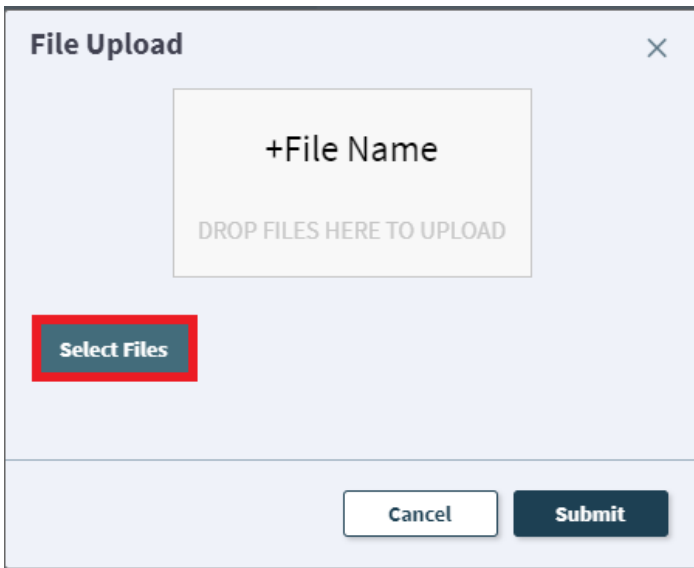 File Upload
+File Name
DROP FILES HERE TO UPLOAD
Select Files
Cancel
Submit